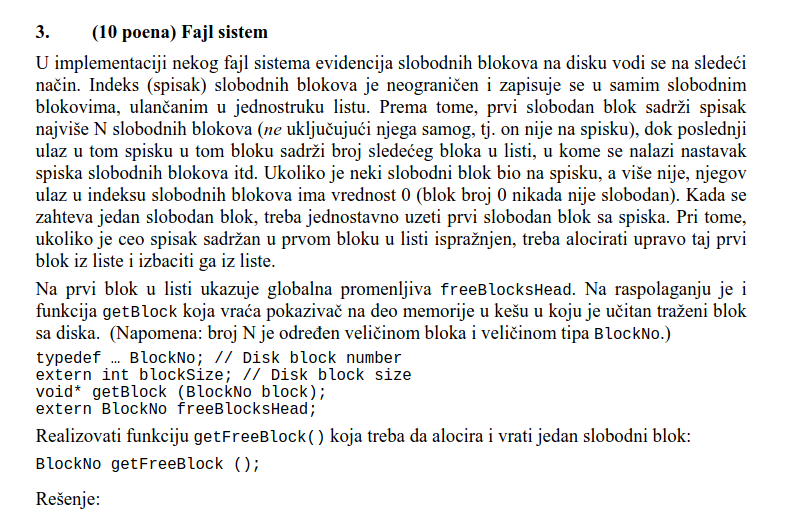 3. (10 poena) Fajl sistem
U implementaciji nekog fajl sistema evidencija slobodnih blokova na disku vodi se na sledeći
način. Indeks (spisak) slobodnih blokova je neograničen i zapisuje se u samim slobodnim
blokovima, ulančanim u jednostruku listu. Prema tome, prvi slobodan blok sadrži spisak
najviše N slobodnih blokova (ne uključujući njega samog, tj. on nije na spisku), dok poslednji
ulaz u tom spisku u tom bloku sadrži broj sledećeg bloka u listi, u kome se nalazi nastavak
spiska slobodnih blokova itd. Ukoliko je neki slobodni blok bio na spisku, a više nije, njegov
ulaz u indeksu slobodnih blokova ima vrednost 0 (blok broj 0 nikada nije slobodan). Kada se
zahteva jedan slobodan blok, treba jednostavno uzeti prvi slobodan blok sa spiska. Pri tome,
ukoliko je ceo spisak sadržan u prvom bloku u listi ispražnjen, treba alocirati upravo taj prvi
blok iz liste i izbaciti ga iz liste.
Na prvi blok u listi ukazuje globalna promenljiva freeBlocksHead. Na raspolaganju je i
funkcija getBlock koja vraća pokazivač na deo memorije u kešu u koju je učitan traženi blok
sa diska. (Napomena: broj N je određen veličinom bloka i veličinom tipa BlockNo.)
typedef … BlockNo; // Disk block number
extern int blockSize; // Disk block size
void* getBlock (BlockNo block);
extern BlockNo freeBlocksHead;
Realizovati funkciju getFreeBlock() koja treba da alocira i vrati jedan slobodni blok:
BlockNo getFreeBlock ();
Rešenje: